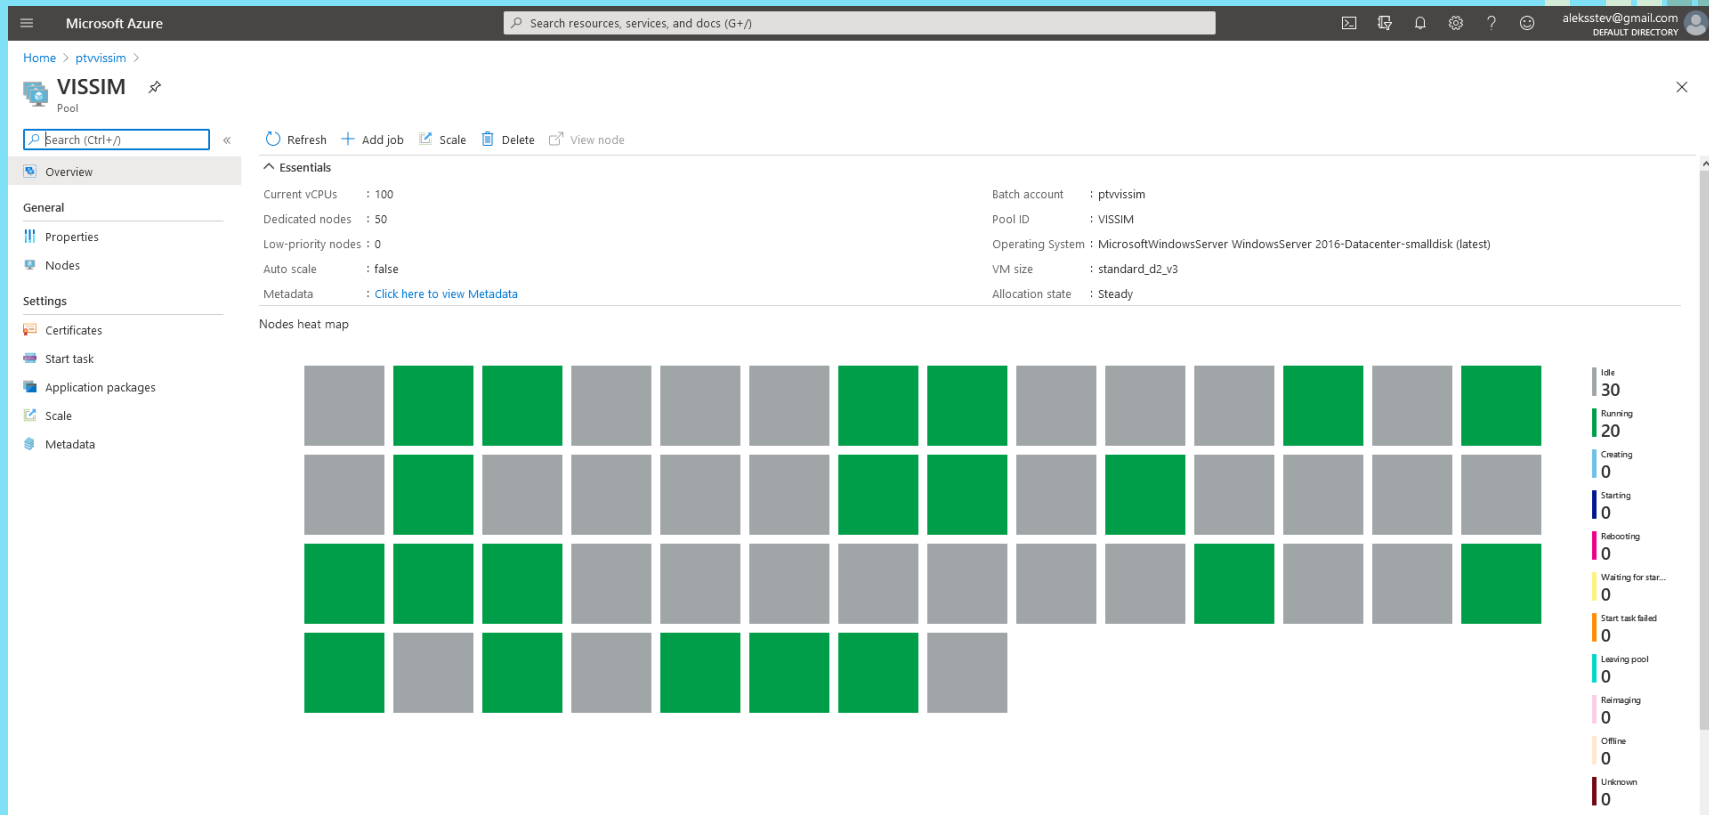 Microsoft Azure
Search resources, services, and docs (G+/)
aleksstev@gmail.com
DEFAULT DIRECTORY
Home > ptvvissim >
VISSIM
Pool
Search (Ctrl+/)
«
Refresh
Add job
Scale
Delete
View node
Overview
General
Properties
Nodes
Settings
Certificates
Start task
Application packages
Scale
Metadata
Essentials
Current vCPUs : 100
Dedicated nodes : 50
Low-priority nodes : 0
Auto scale : false
Metadata : Click here to view Metadata
Batch account : ptvvissim
Pool ID : VISSIM
Operating System : MicrosoftWindowsServer WindowsServer 2016-Datacenter-smalldisk (latest)
VM size : standard_d2_v3
Allocation state : Steady
Nodes heat map
Idle
30
Running
20
Creating
0
Starting
0
Rebooting
0
Waiting for star...
0
Start task failed
0
Leaving pool
0
Reimaging
0
Offline
0
Unknown
0